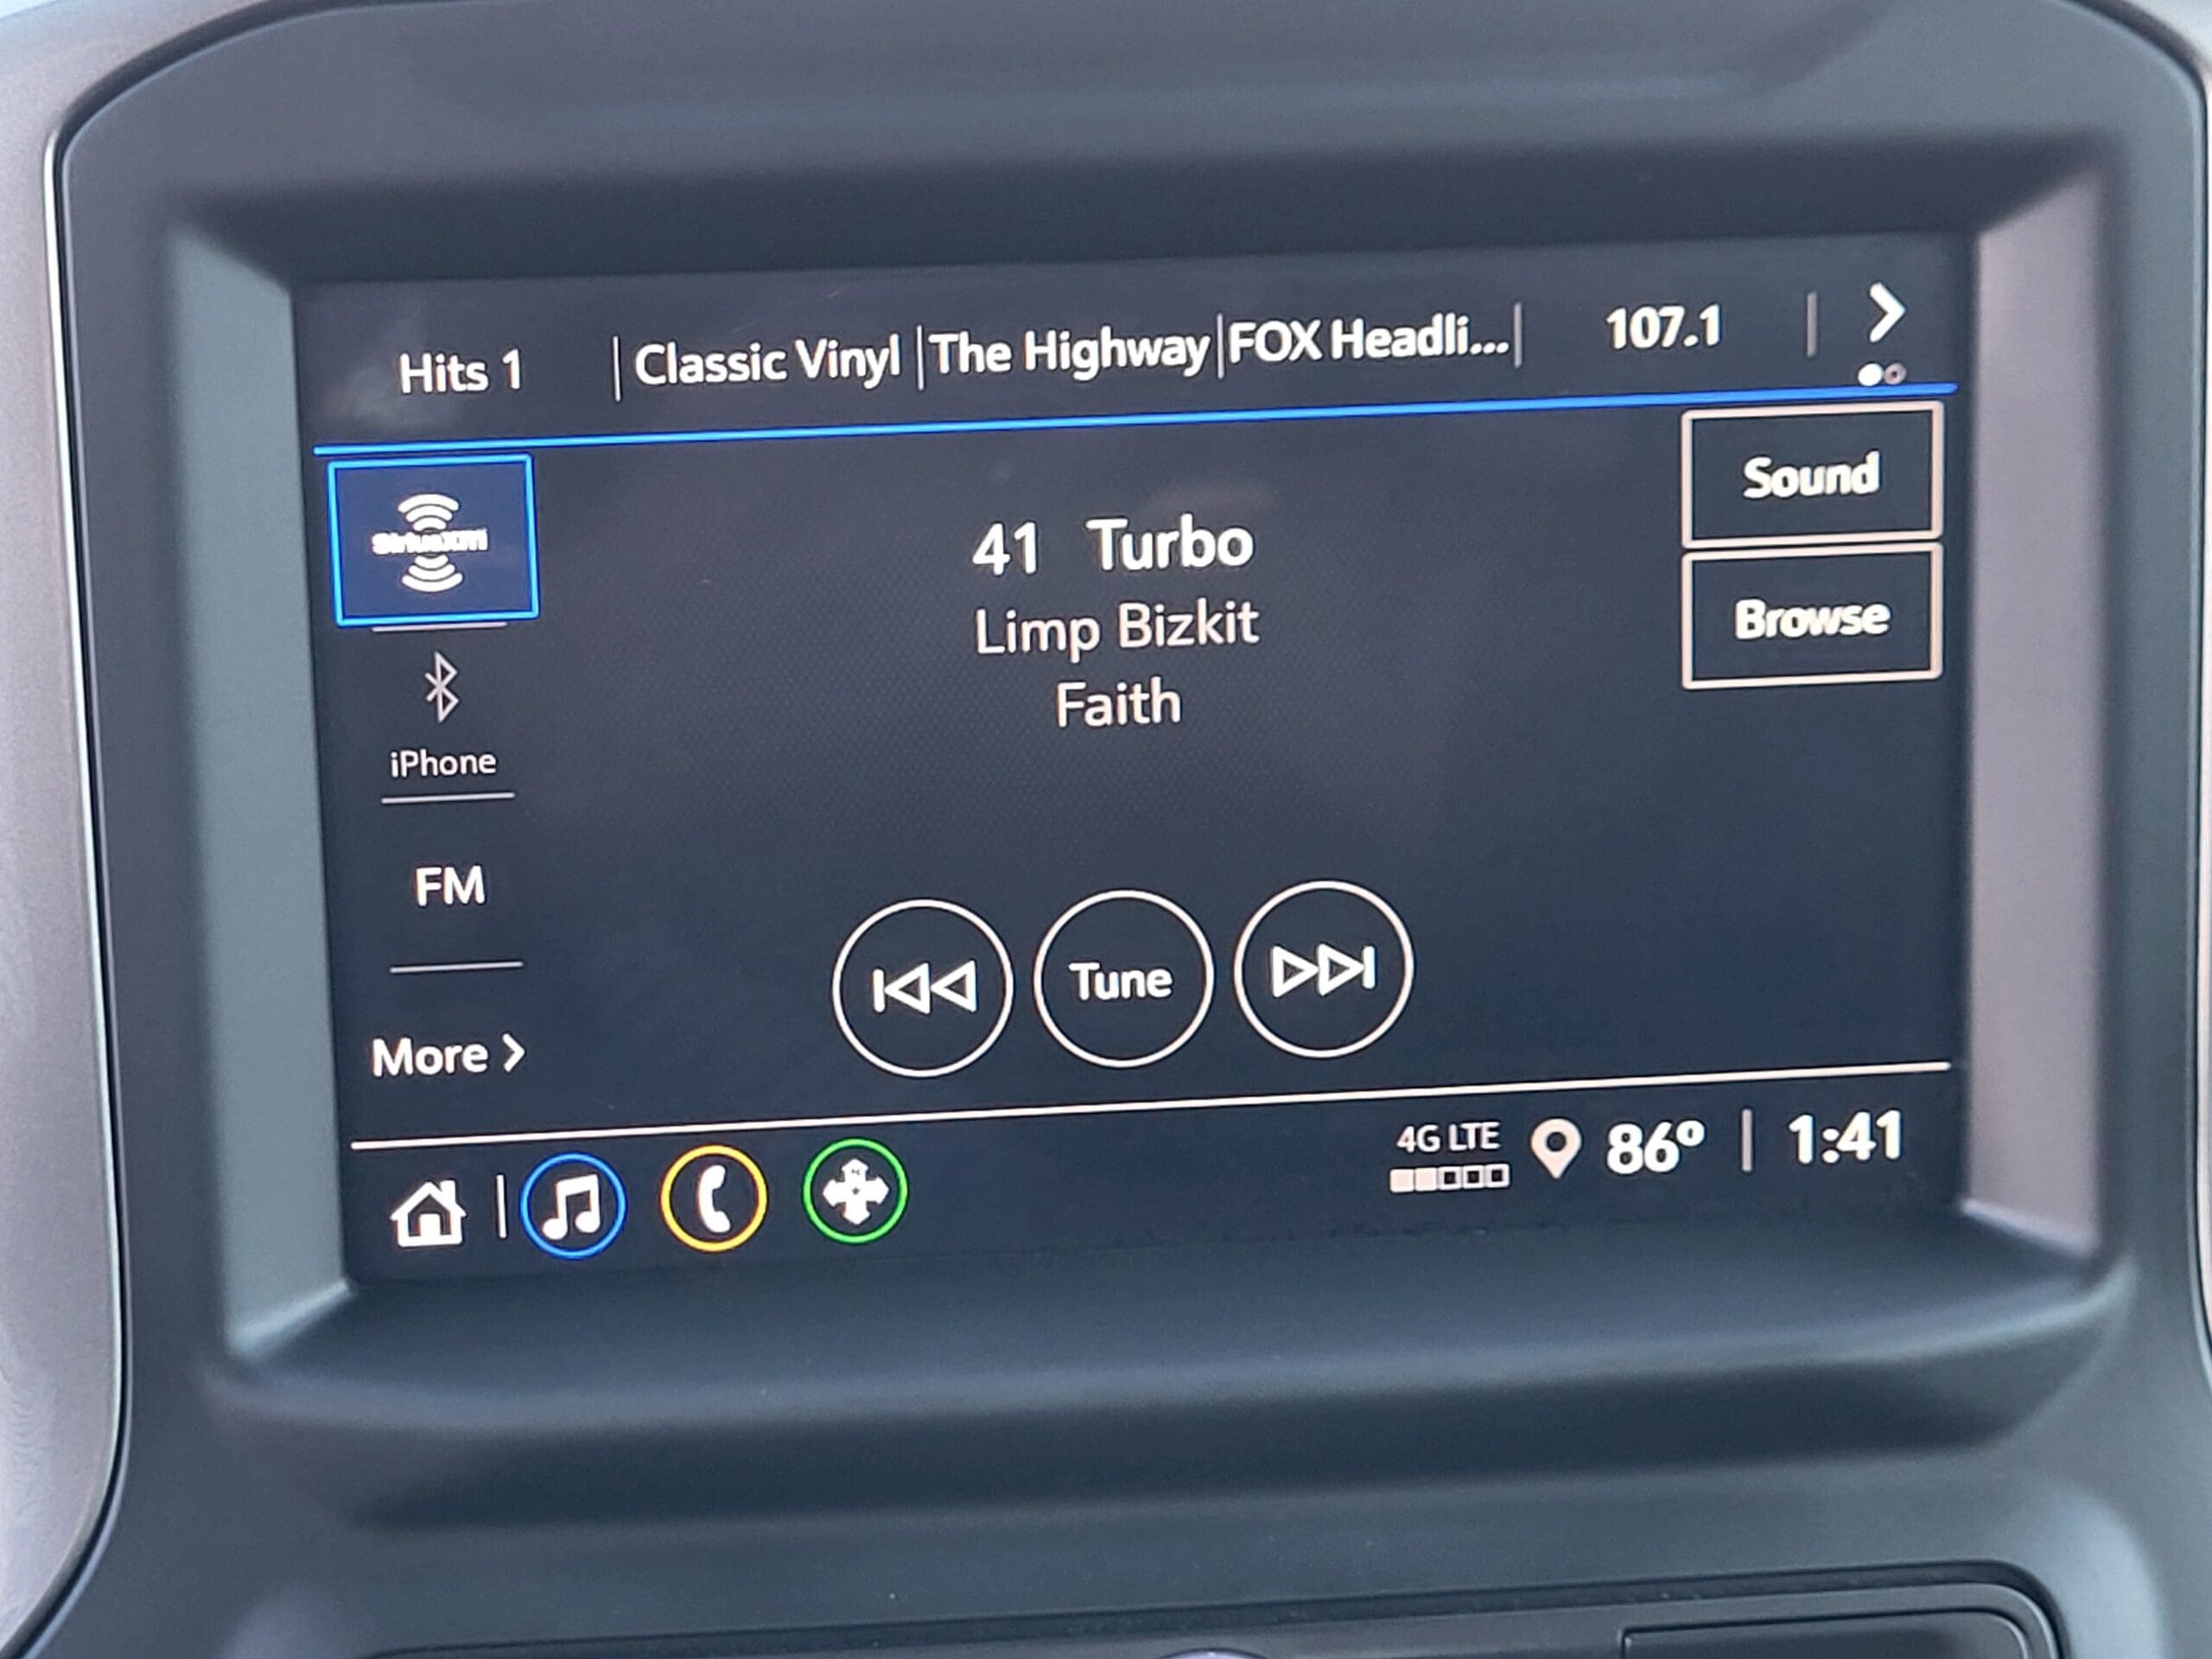 Hits 1 | Classic Vinyl | The Highway | FOX Headli... | 107.1 |
Sound
siriusxm
41 Turbo
Limp Bizkit
Browse
Faith
iPhone
FM
Tune
More >
4G LTE
86° | 1:41